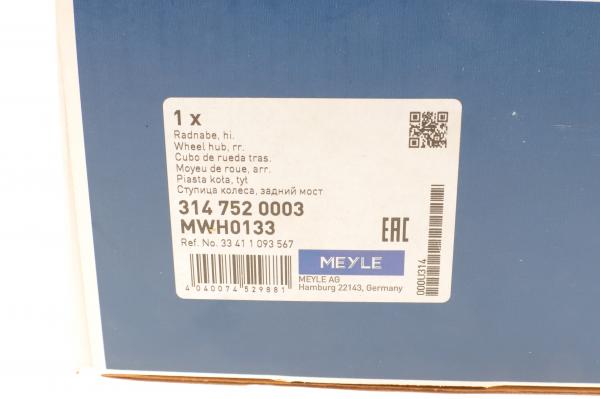 1 x
Radnabe, hi.
Wheel hub, rr.
Cubo de rueda tras.
Moyeu de roue, arr.
Piasta koła, tył
Ступица колеса, задний мост
314 752 0003
MWH0133
Ref. No. 33 41 1 093 567
EAC
MEYLE
MEYLE AG
Hamburg 22143, Germany
4 040074 529881
000U314